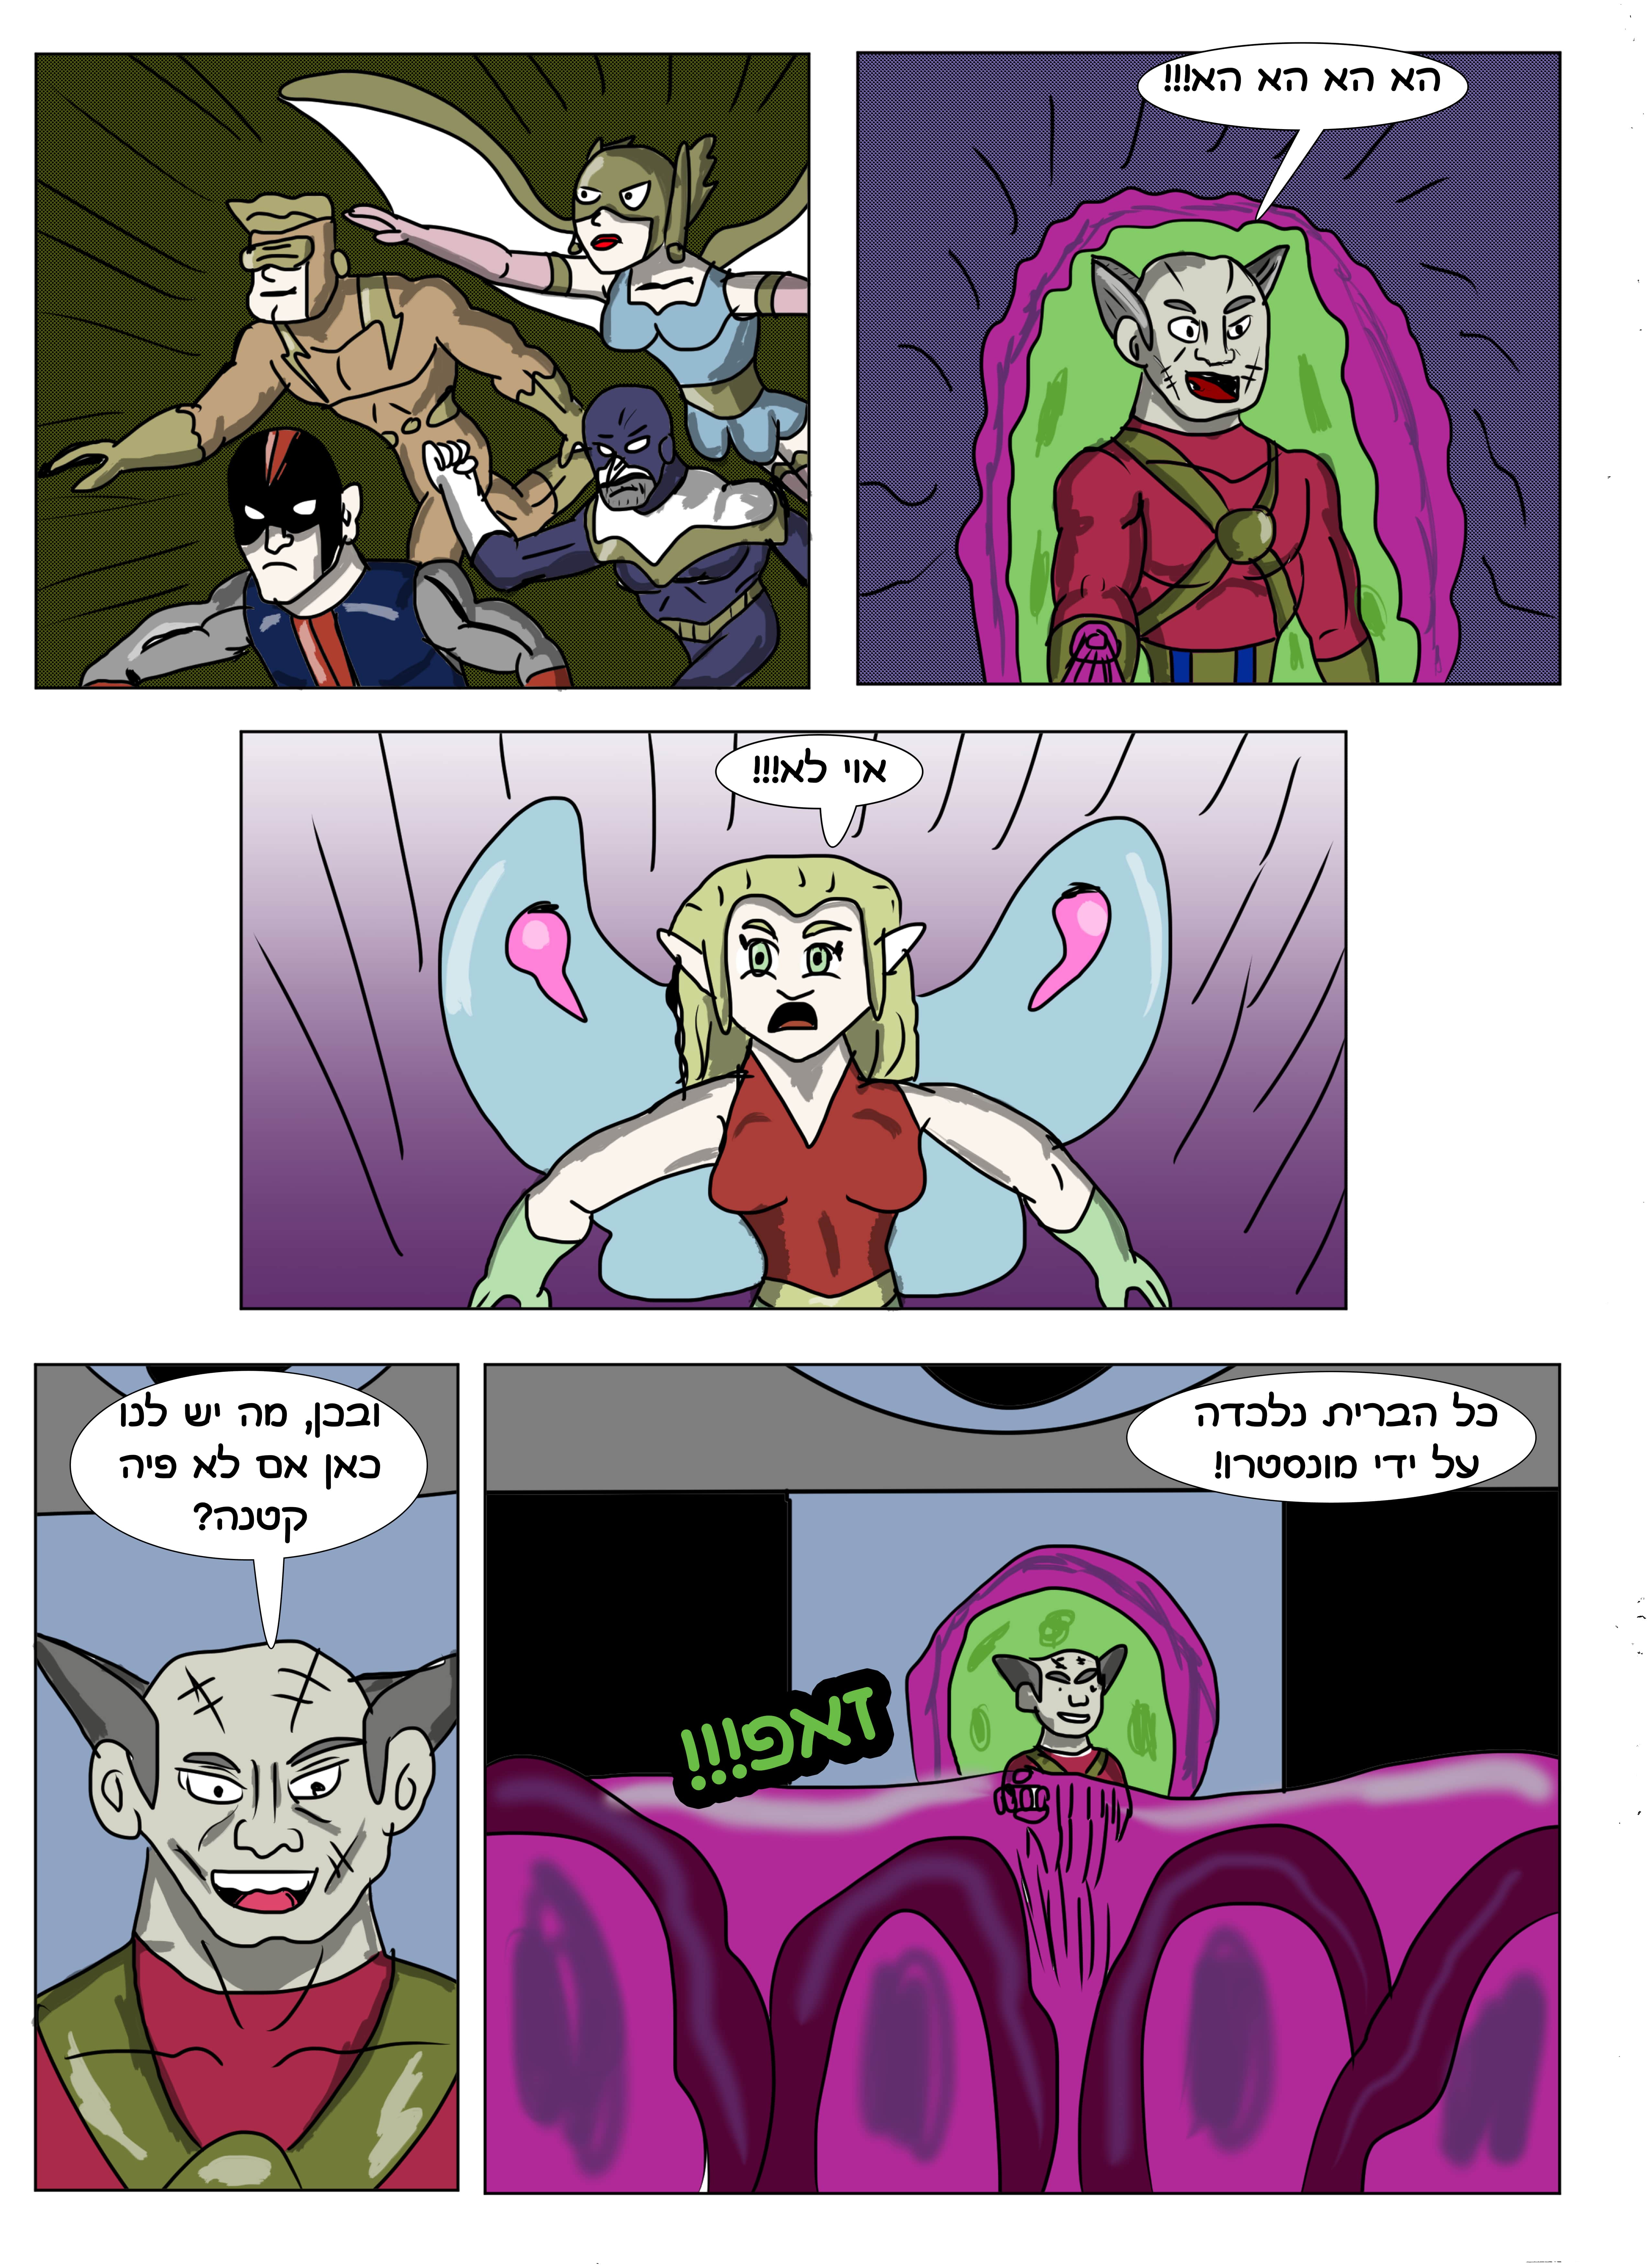 הא הא הא הא!!!
אוי לא!!!
כל הברית נלכדה
על ידי מונסטרו!
זאפ!!!
ובכן, מה יש לנו
כאן אם לא פיה
קטנה?